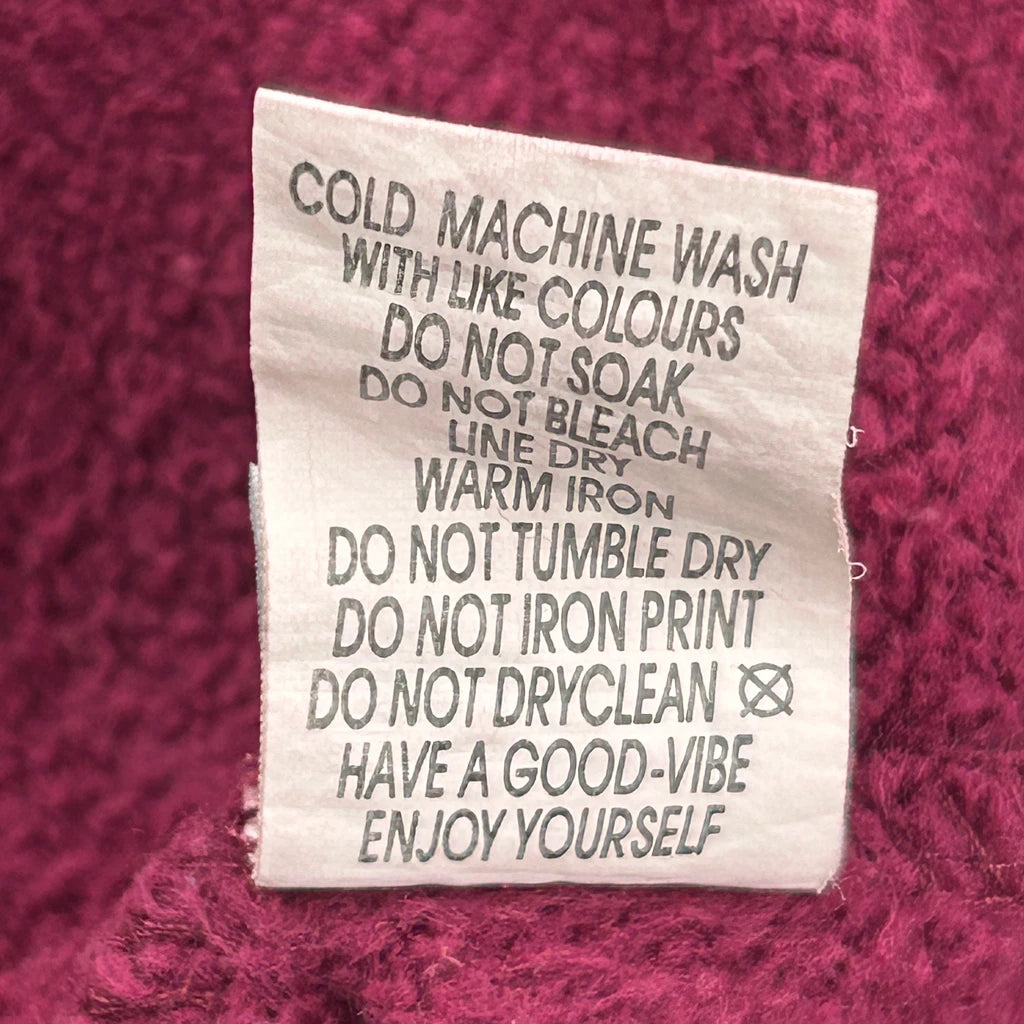 COLD MACHINE WASH
WITH LIKE COLOURS
DO NOT SOAK
DO NOT BLEACH
LINE DRY
WARM IRON
DO NOT TUMBLE DRY
DO NOT IRON PRINT
DO NOT DRYCLEAN
HAVE A GOOD-VIBE
ENJOY YOURSELF